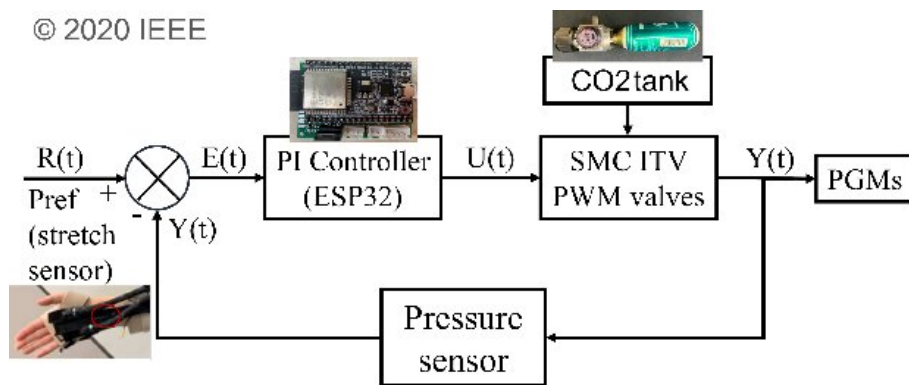 © 2020 IEEE
CO2tank
R(t)
E(t)
PI Controller
(ESP32)
U(t)
SMC ITV
PWM valves
Y(t)
PGMs
+
-
Pref
(stretch
sensor)
Y(t)
Pressure
sensor